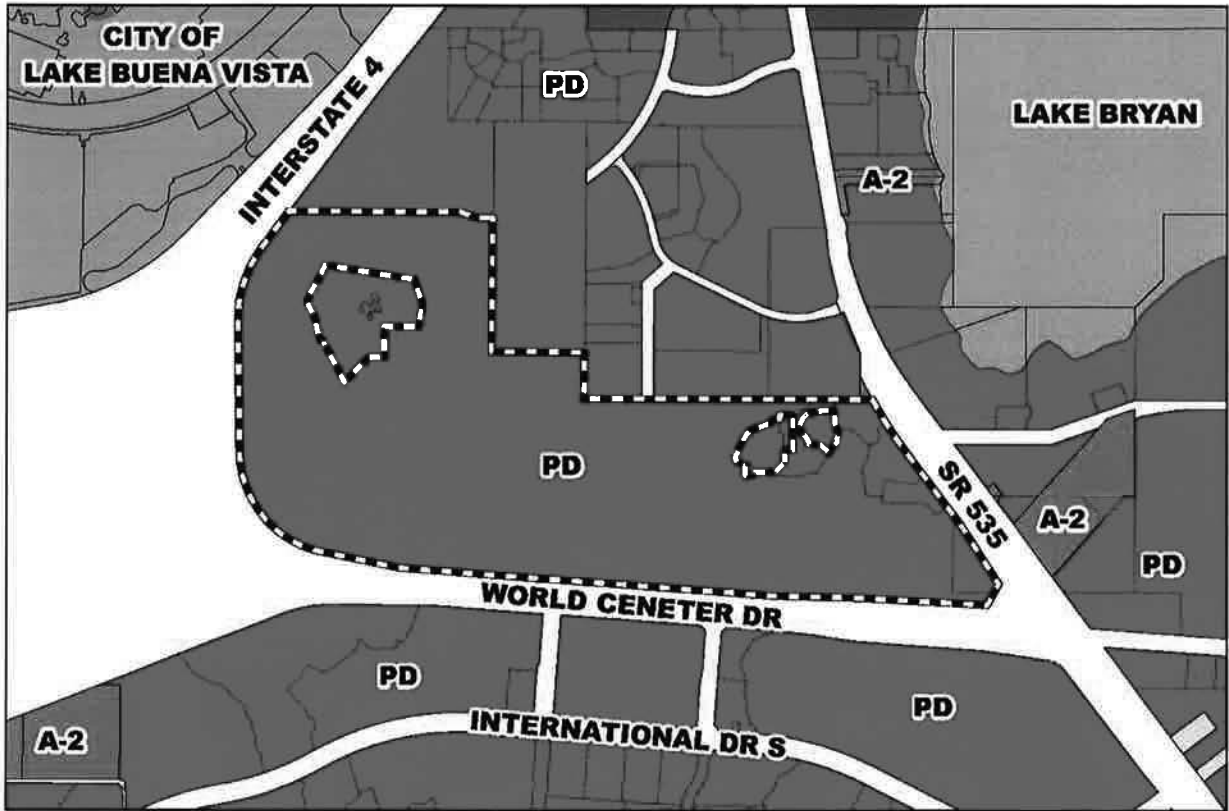 CITY OF
LAKE BUENA VISTA
INTERSTATE 4
PD
LAKE BRYAN
A-2
PD
SR 535
A-2
PD
WORLD CENETER DR
PD
PD
INTERNATIONAL DR S
A-2